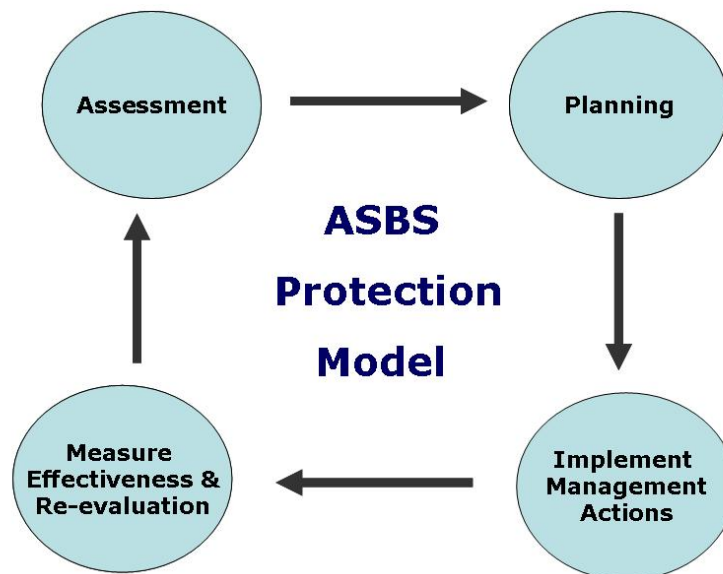 Assessment
Planning
ASBS
Protection
Model
Measure
Effectiveness &
Re-evaluation
Implement
Management
Actions